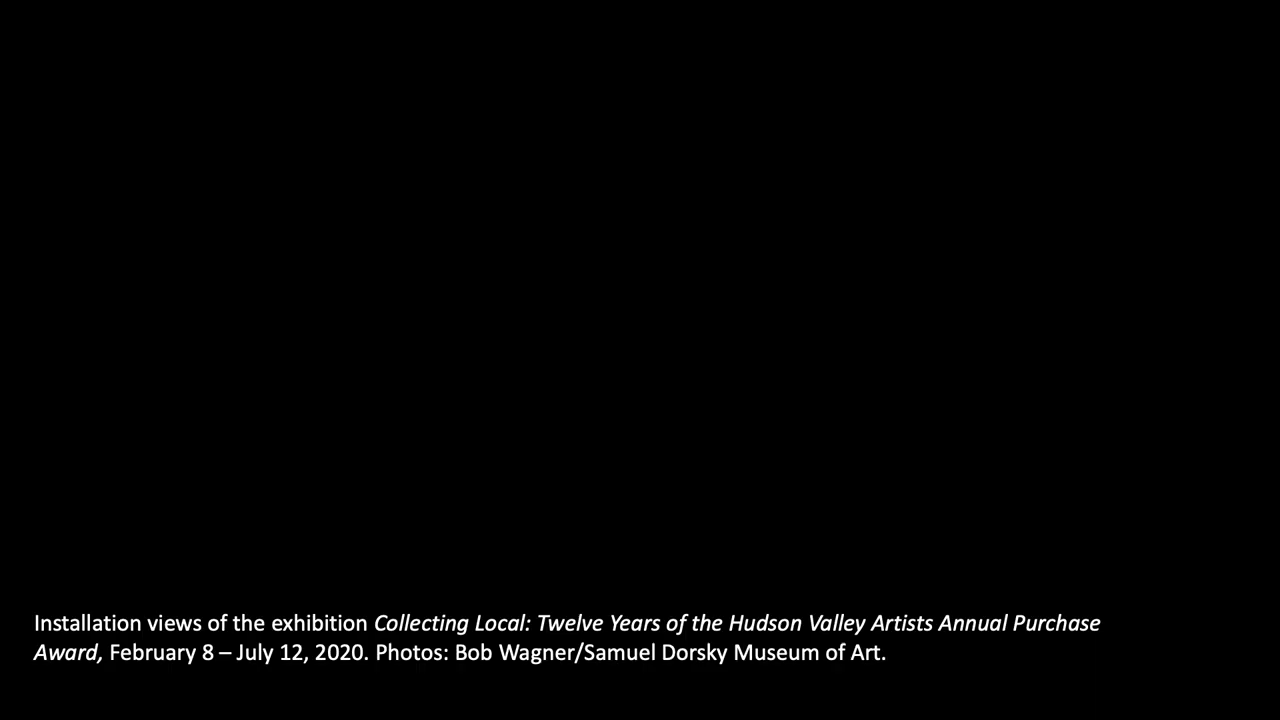 Installation views of the exhibition Collecting Local: Twelve Years of the Hudson Valley Artists Annual Purchase
Award, February 8 – July 12, 2020. Photos: Bob Wagner/Samuel Dorsky Museum of Art.